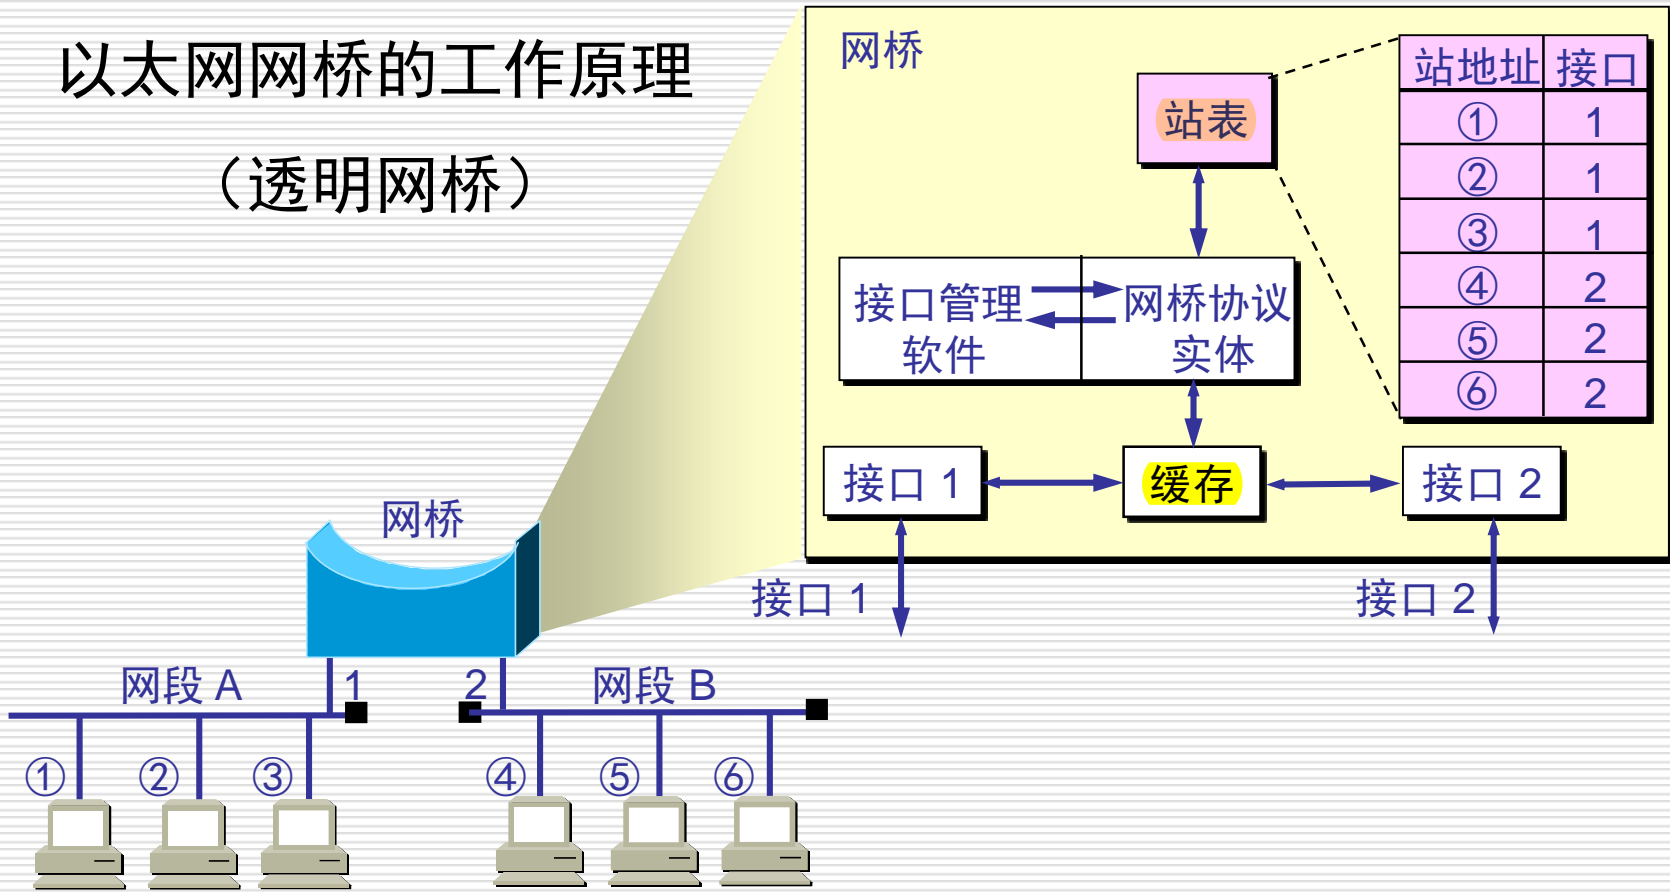 以太网网桥的工作原理
（透明网桥）
网桥
站表
站地址 接口
① 1
② 1
③ 1
④ 2
⑤ 2
⑥ 2
接口管理
软件
网桥协议
实体
接口 1
缓存
接口 2
接口 1
接口 2
网桥
网段 A
1
2
网段 B
①
②
③
④
⑤
⑥